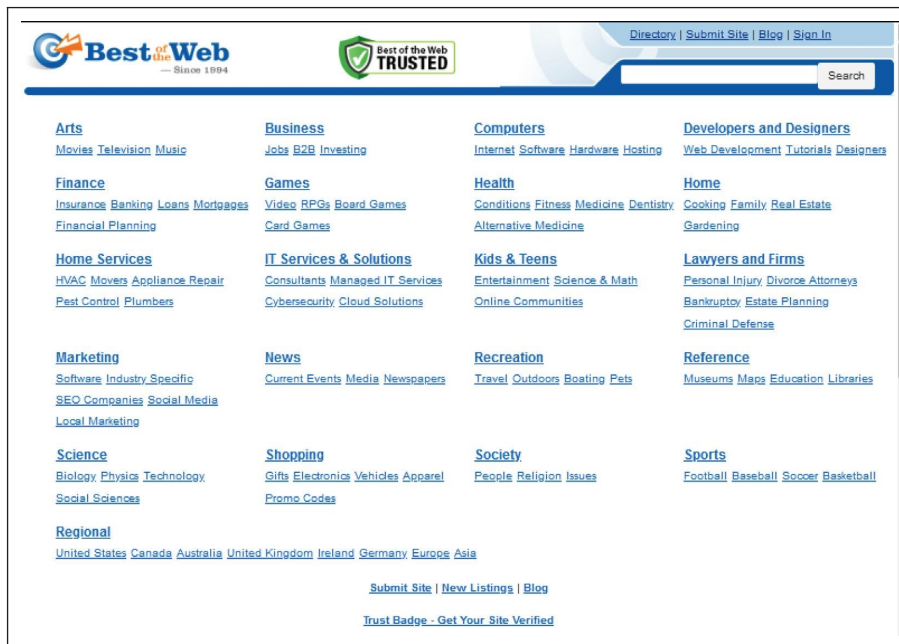 Best of the Web
— Since 1994
Best of the Web
TRUSTED
Directory | Submit Site | Blog | Sign In
Search
Arts
Movies Television Music
Business
Jobs B2B Investing
Computers
Internet Software Hardware Hosting
Developers and Designers
Web Development Tutorials Designers
Finance
Insurance Banking Loans Mortgages
Financial Planning
Games
Video RPGs Board Games
Card Games
Health
Conditions Fitness Medicine Dentistry
Alternative Medicine
Home
Cooking Family Real Estate
Gardening
Home Services
HVAC Movers Appliance Repair
Pest Control Plumbers
IT Services & Solutions
Consultants Managed IT Services
Cybersecurity Cloud Solutions
Kids & Teens
Entertainment Science & Math
Online Communities
Lawyers and Firms
Personal Injury Divorce Attorneys
Bankruptcy Estate Planning
Criminal Defense
Marketing
Software Industry Specific
SEO Companies Social Media
Local Marketing
News
Current Events Media Newspapers
Recreation
Travel Outdoors Boating Pets
Reference
Museums Maps Education Libraries
Science
Biology Physics Technology
Social Sciences
Shopping
Gifts Electronics Vehicles Apparel
Promo Codes
Society
People Religion Issues
Sports
Football Baseball Soccer Basketball
Regional
United States Canada Australia United Kingdom Ireland Germany Europe Asia
Submit Site | New Listings | Blog
Trust Badge - Get Your Site Verified